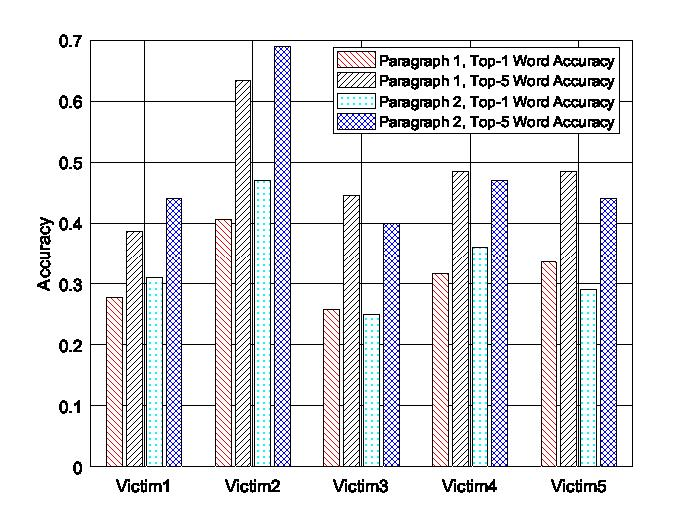 Paragraph 1, Top-1 Word Accuracy
Paragraph 1, Top-5 Word Accuracy
Paragraph 2, Top-1 Word Accuracy
Paragraph 2, Top-5 Word Accuracy
Accuracy
0.7
0.6
0.5
0.4
0.3
0.2
0.1
0
Victim1 Victim2 Victim3 Victim4 Victim5